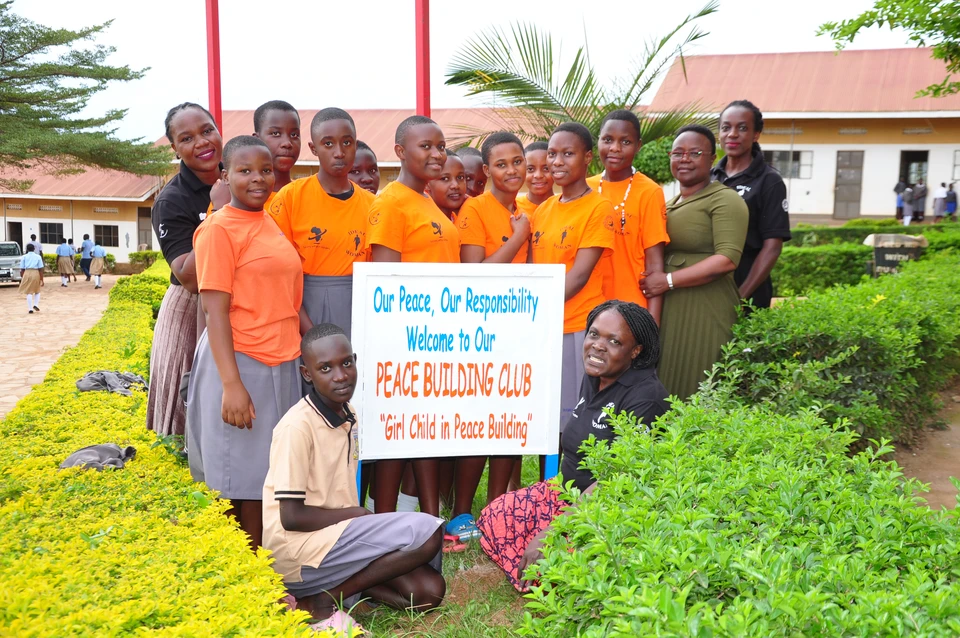 Our Peace, Our Responsibility
Welcome to Our
PEACE BUILDING CLUB
"Girl Child in Peace Building"